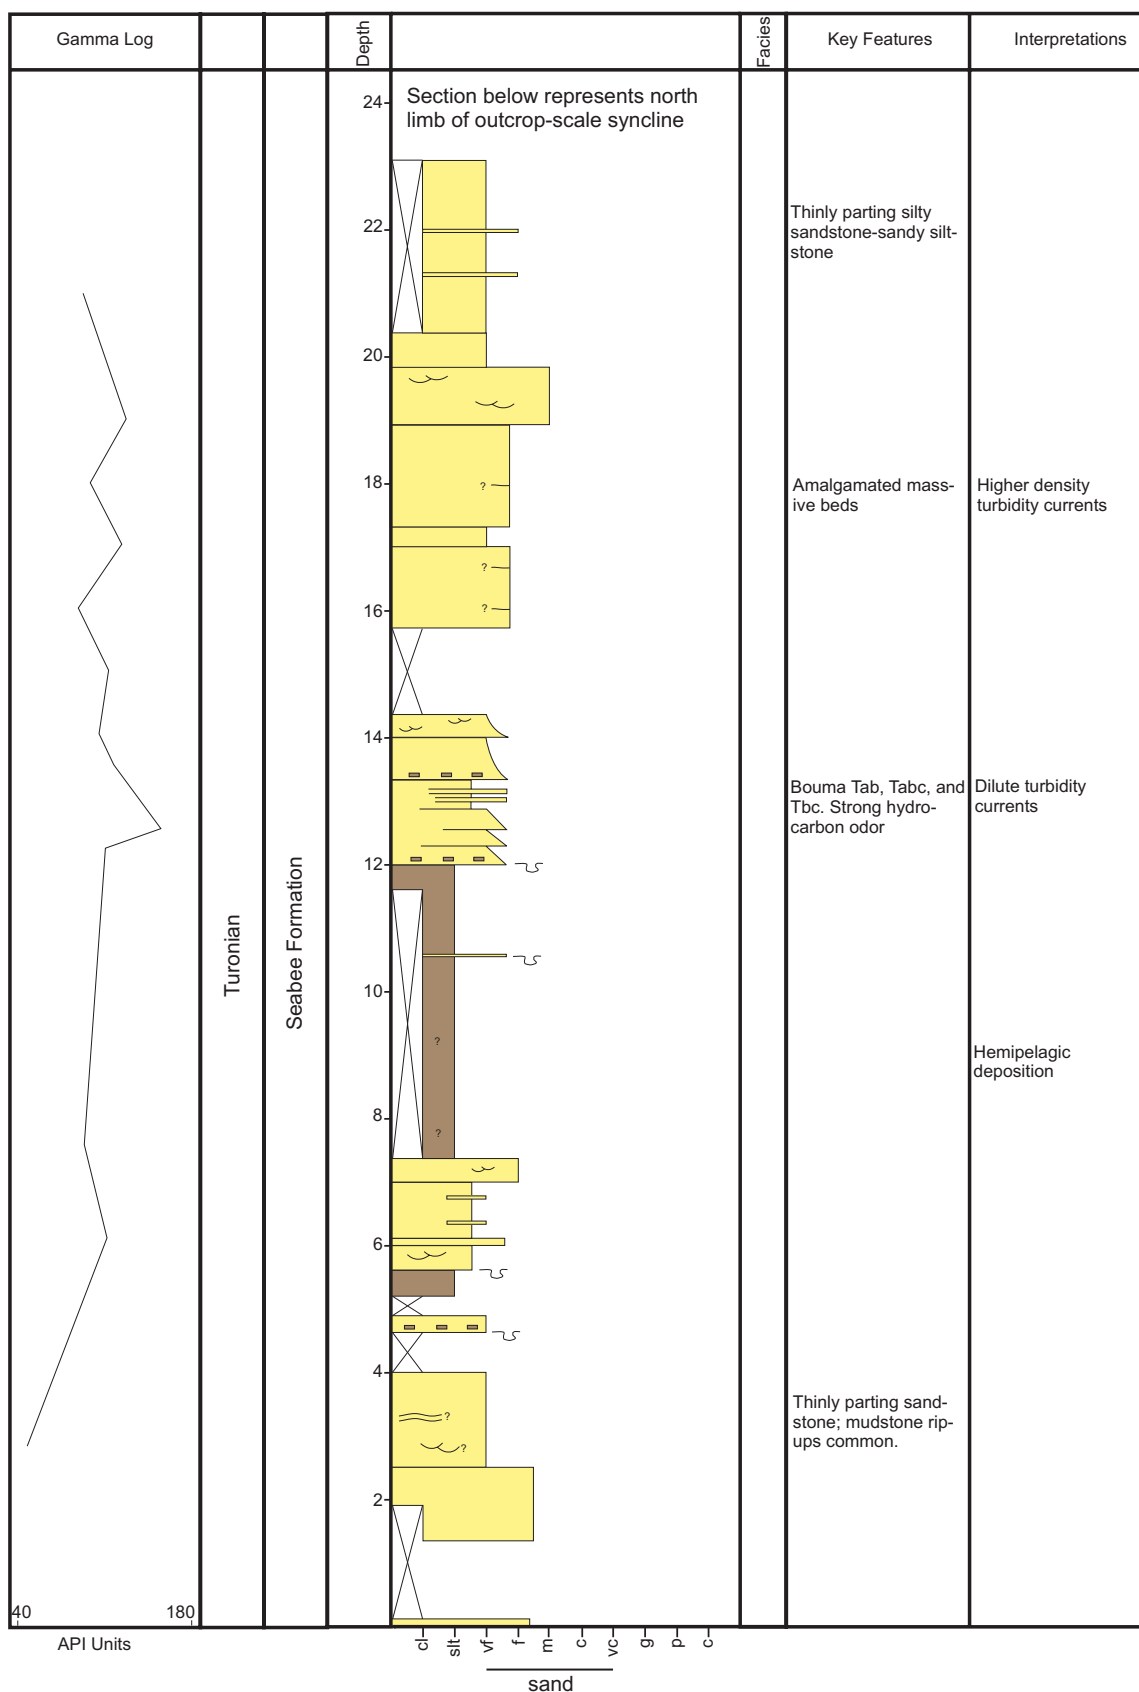 Gamma Log
Depth
Facies
Key Features
Interpretations
Section below represents north
limb of outcrop-scale syncline
24
22
20
18
16
14
12
10
8
6
4
2
Turonian
Seabee Formation
?
?
?
?
?
?
?
Thinly parting silty
sandstone-sandy silt-
stone
Amalgamated mass-
ive beds
Higher density
turbidity currents
Bouma Tab, Tabc, and
Tbc. Strong hydro-
carbon odor
Dilute turbidity
currents
Hemipelagic
deposition
Thinly parting sand-
stone; mudstone rip-
ups common.
40
180
API Units
cl
slt
vf
f
m
c
vc
g
p
c
sand